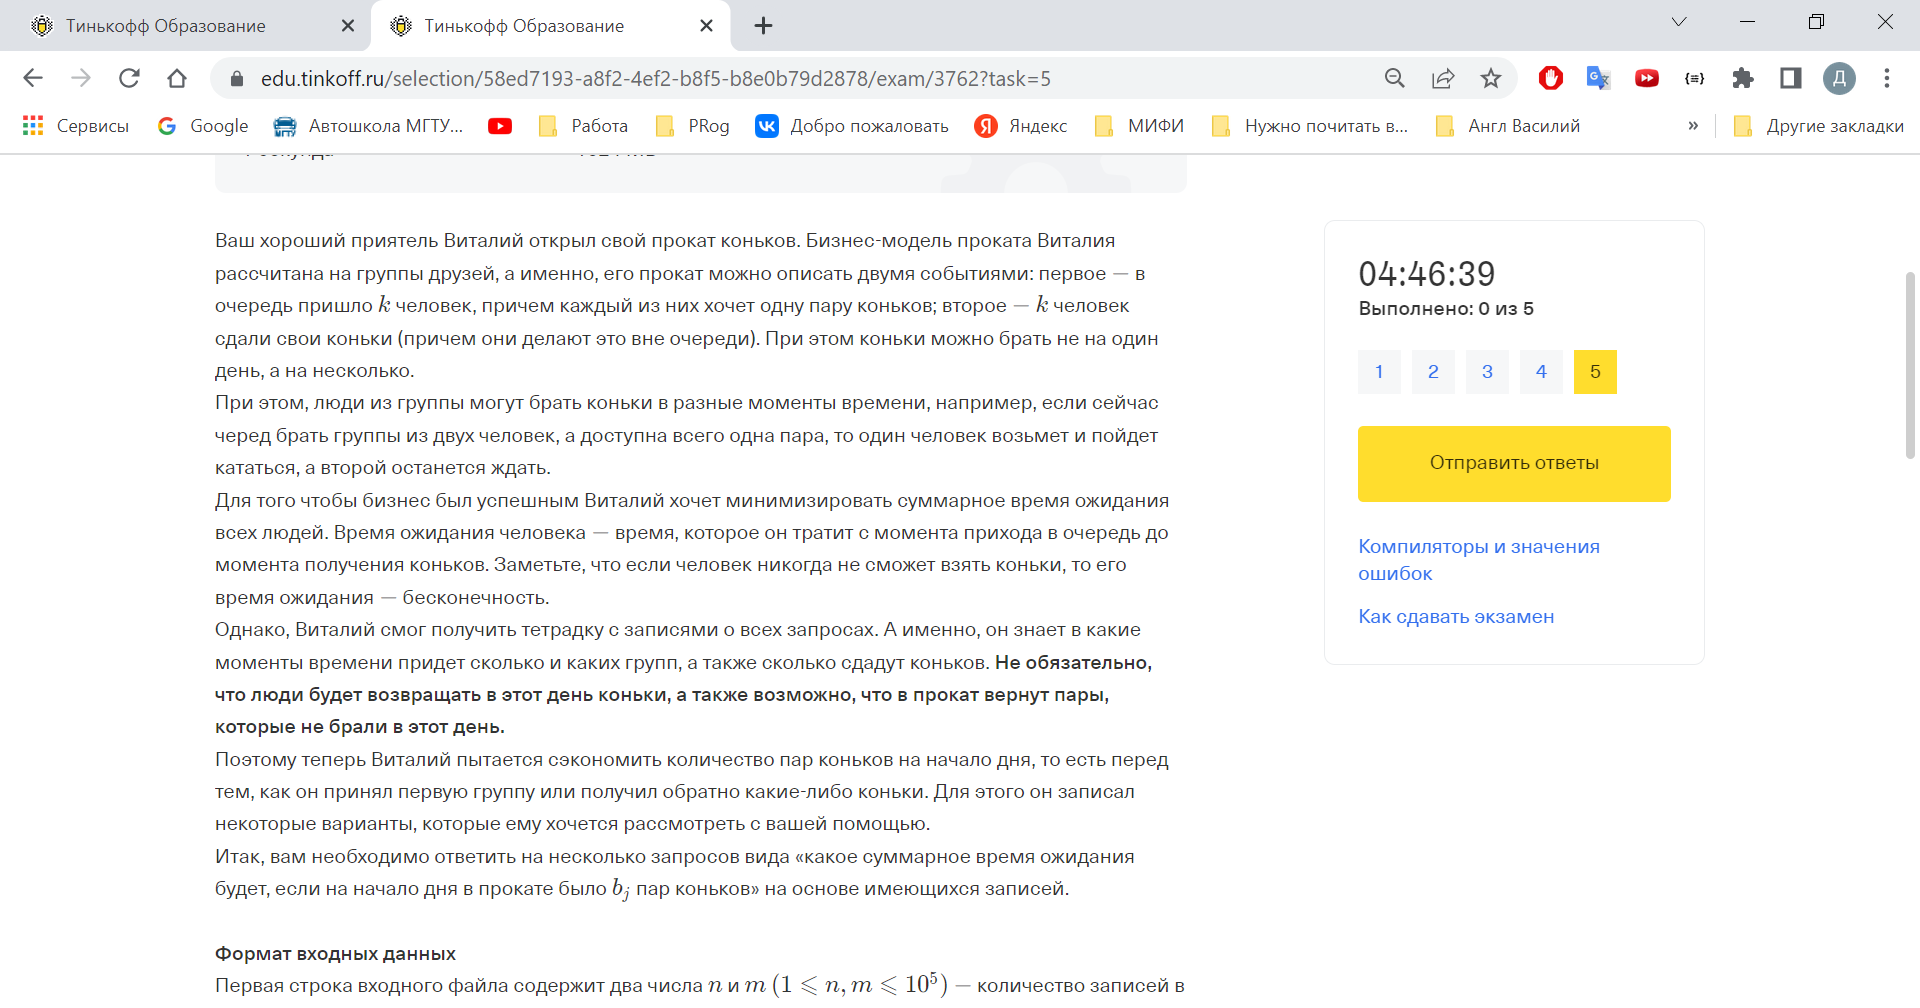 Тинькофф Образование
Тинькофф Образование
edu.tinkoff.ru/selection/58ed7193-a8f2-4ef2-b8f5-b8e0b79d2878/exam/3762?task=5
Д
Сервисы
Google
Автошкола МГТУ...
Работа
PRog
Добро пожаловать
Яндекс
МИФИ
Нужно почитать в...
Англ Василий
»
Другие закладки
Ваш хороший приятель Виталий открыл свой прокат коньков. Бизнес-модель проката Виталия
рассчитана на группы друзей, а именно, его прокат можно описать двумя событиями: первое — в
очередь пришло k человек, причем каждый из них хочет одну пару коньков; второе — k человек
сдали свои коньки (причем они делают это вне очереди). При этом коньки можно брать не на один
день, а на несколько.
При этом, люди из группы могут брать коньки в разные моменты времени, например, если сейчас
черед брать группы из двух человек, а доступна всего одна пара, то один человек возьмет и пойдет
кататься, а второй останется ждать.
Для того чтобы бизнес был успешным Виталий хочет минимизировать суммарное время ожидания
всех людей. Время ожидания человека — время, которое он тратит с момента прихода в очередь до
момента получения коньков. Заметьте, что если человек никогда не сможет взять коньки, то его
время ожидания — бесконечность.
Однако, Виталий смог получить тетрадку с записями о всех запросах. А именно, он знает в какие
моменты времени придет сколько и каких групп, а также сколько сдадут коньков. Не обязательно,
что люди будет возвращать в этот день коньки, а также возможно, что в прокат вернут пары,
которые не брали в этот день.
Поэтому теперь Виталий пытается сэкономить количество пар коньков на начало дня, то есть перед
тем, как он принял первую группу или получил обратно какие-либо коньки. Для этого он записал
некоторые варианты, которые ему хочется рассмотреть с вашей помощью.
Итак, вам необходимо ответить на несколько запросов вида «какое суммарное время ожидания
будет, если на начало дня в прокате было b_j пар коньков» на основе имеющихся записей.
Формат входных данных
Первая строка входного файла содержит два числа n и m (1 ⩽ n, m ⩽ 10^5) — количество записей в
04:46:39
Выполнено: 0 из 5
1 2 3 4 5
Отправить ответы
Компиляторы и значения
ошибок
Как сдавать экзамен